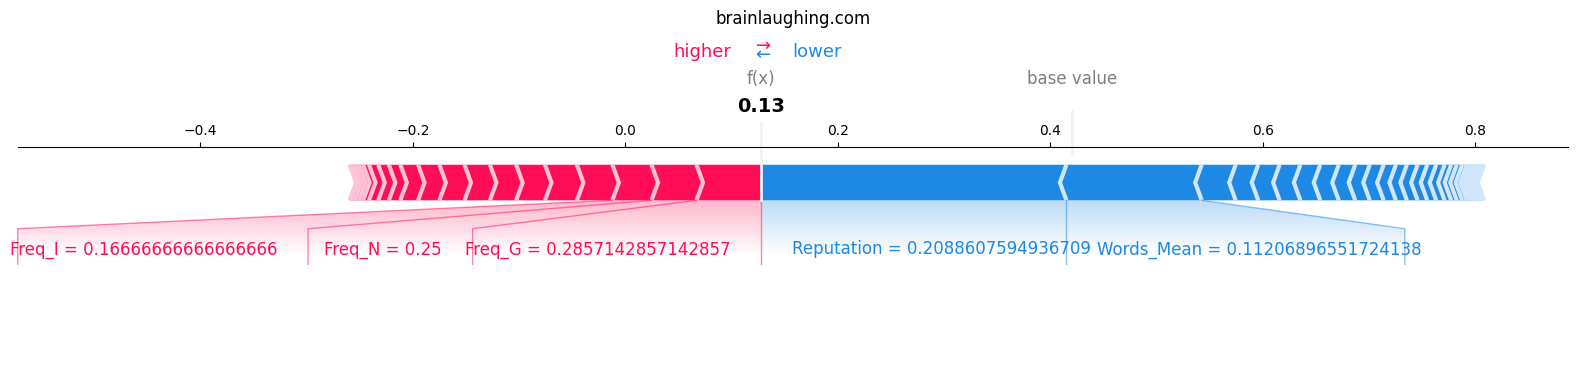 brainlaughing.com
higher ⇄ lower
f(x) base value
0.13
−0.4 −0.2 0.0 0.2 0.4 0.6 0.8
Freq_I = 0.16666666666666666 Freq_N = 0.25 Freq_G = 0.2857142857142857 Reputation = 0.2088607594936709 Words_Mean = 0.11206896551724138